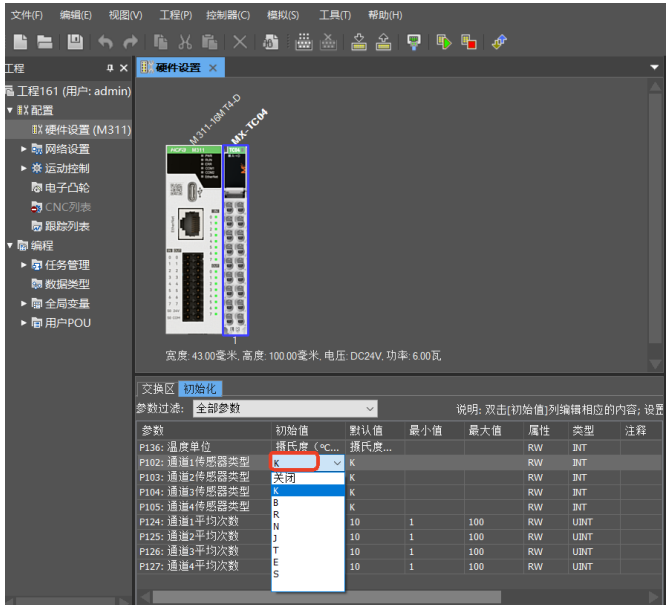 文件(F) 编辑(E) 视图(V) 工程(P) 控制器(C) 模拟(S) 工具(T) 帮助(H)
工程
硬件设置
工程161 (用户: admin)
配置
硬件设置 (M311)
网络设置
运动控制
电子凸轮
CNC列表
跟踪列表
编程
任务管理
数据类型
全局变量
用户POU
M311-16MT4-D
MX-TC04
1
宽度: 43.00毫米, 高度: 100.00毫米, 电压: DC24V, 功率: 6.00瓦
交换区 初始化
参数过滤: 全部参数 说明: 双击[初始值]列编辑相应的内容; 设置
参数 初始值 默认值 最小值 最大值 属性 类型 注释
P136: 温度单位 摄氏度（℃... 摄氏度... RW INT
P102: 通道1传感器类型 K K RW INT
P103: 通道2传感器类型 关闭 K RW INT
P104: 通道3传感器类型 K K RW INT
P105: 通道4传感器类型 B K RW INT
R
P124: 通道1平均次数 N 10 1 100 RW UINT
P125: 通道2平均次数 J 10 1 100 RW UINT
P126: 通道3平均次数 T 10 1 100 RW UINT
P127: 通道4平均次数 E 10 1 100 RW UINT
S